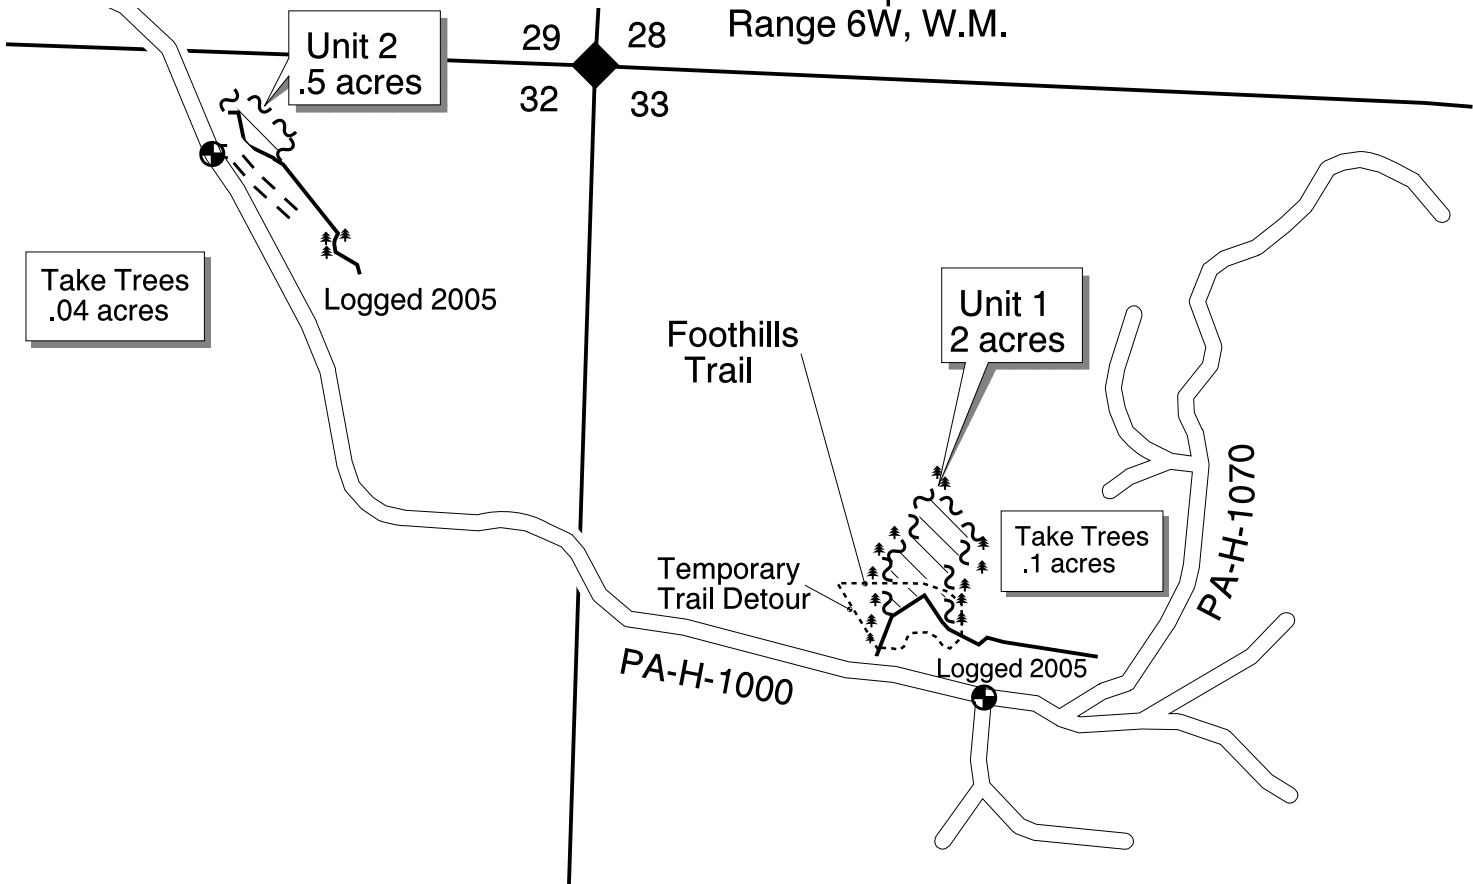 Range 6W, W.M.
29
28
32
33
Unit 2
.5 acres
Take Trees
.04 acres
Logged 2005
Foothills
Trail
Unit 1
2 acres
Take Trees
.1 acres
Temporary
Trail Detour
PA-H-1070
Logged 2005
PA-H-1000